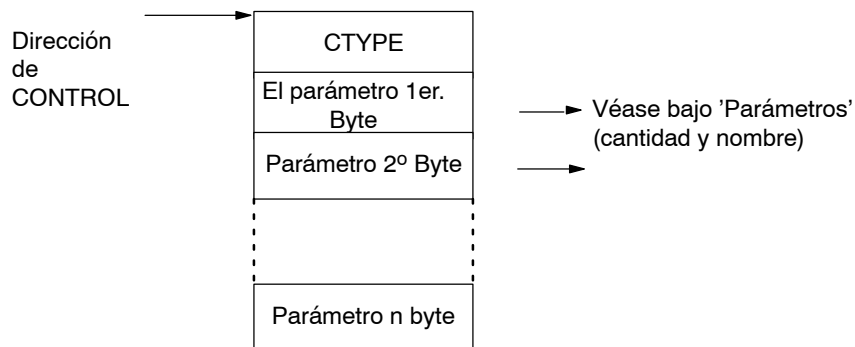 Dirección
de
CONTROL
CTYPE
El parámetro 1er.
Byte
Parámetro 2º Byte
Parámetro n byte
Véase bajo ’Parámetros’
(cantidad y nombre)